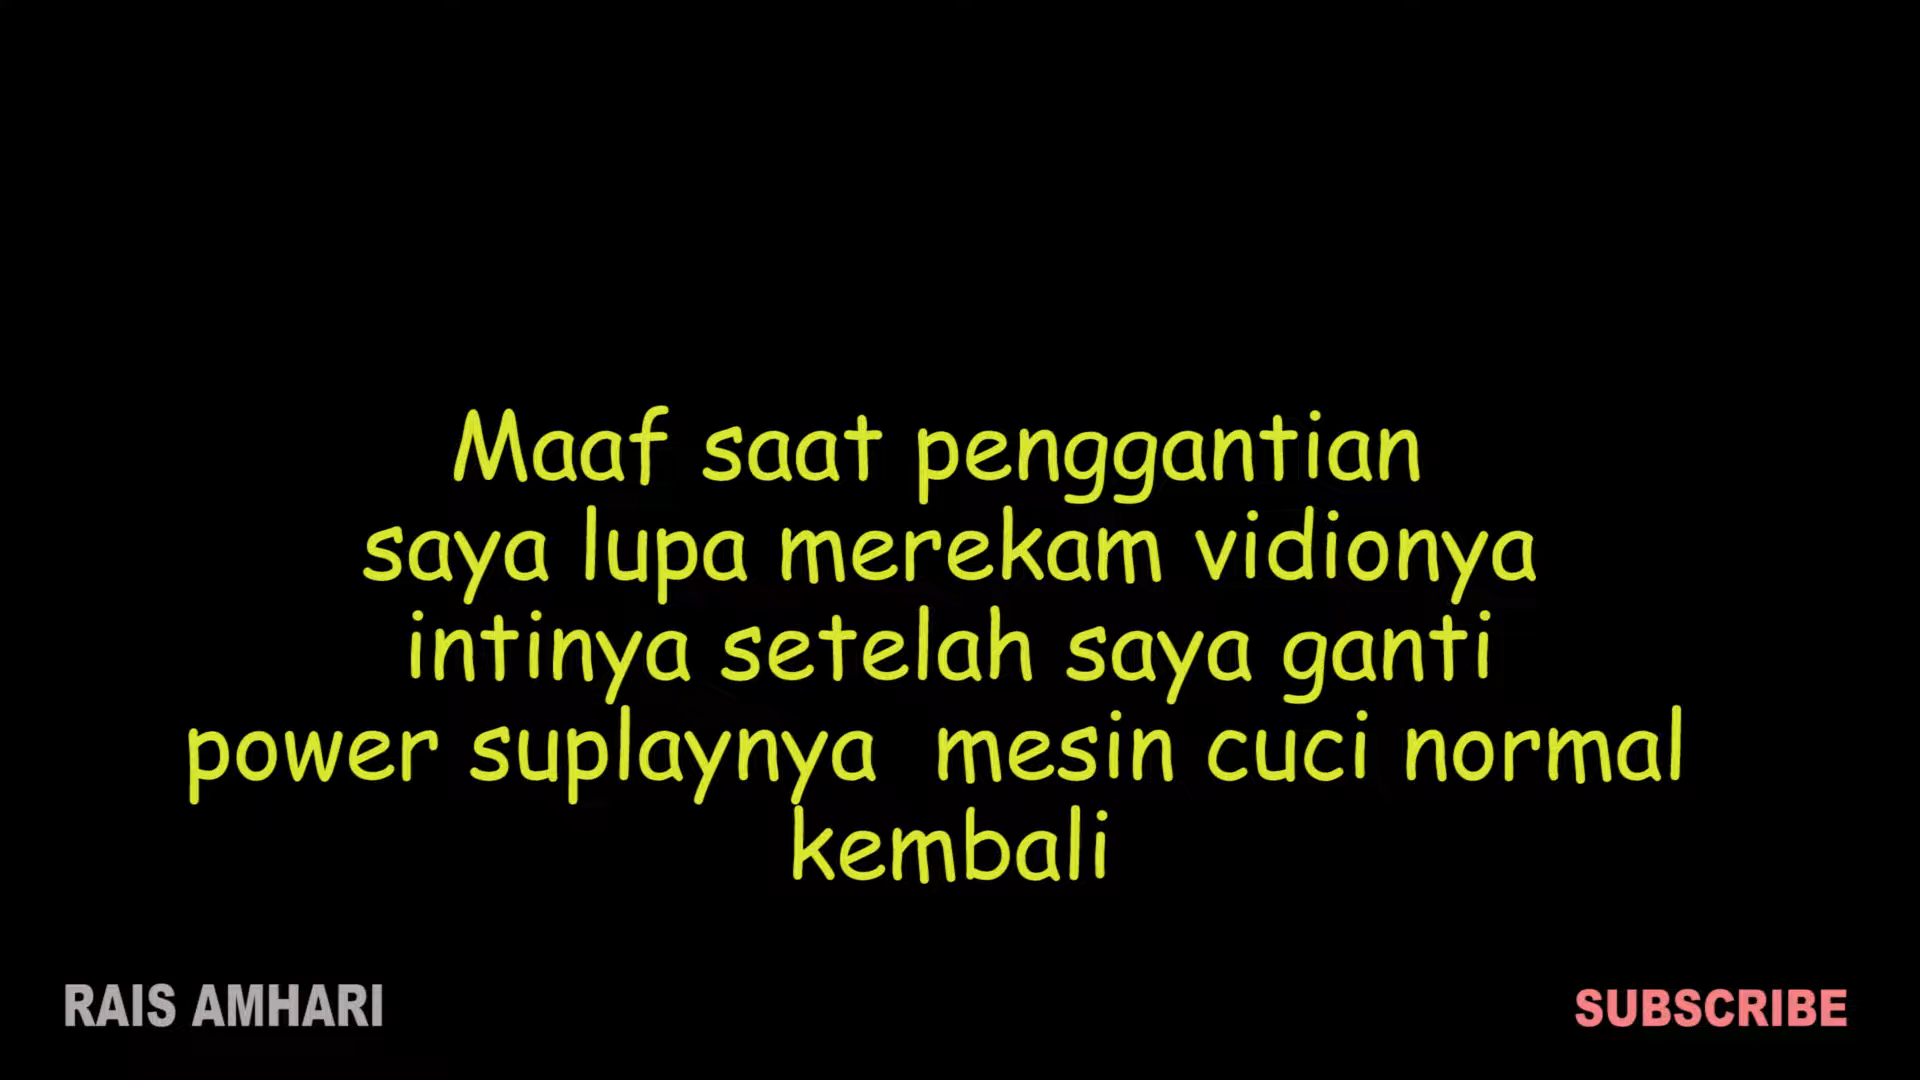 Maaf saat penggantian
saya lupa merekam vidionya
intinya setelah saya ganti
power suplaynya mesin cuci normal
kembali
RAIS AMHARI
SUBSCRIBE